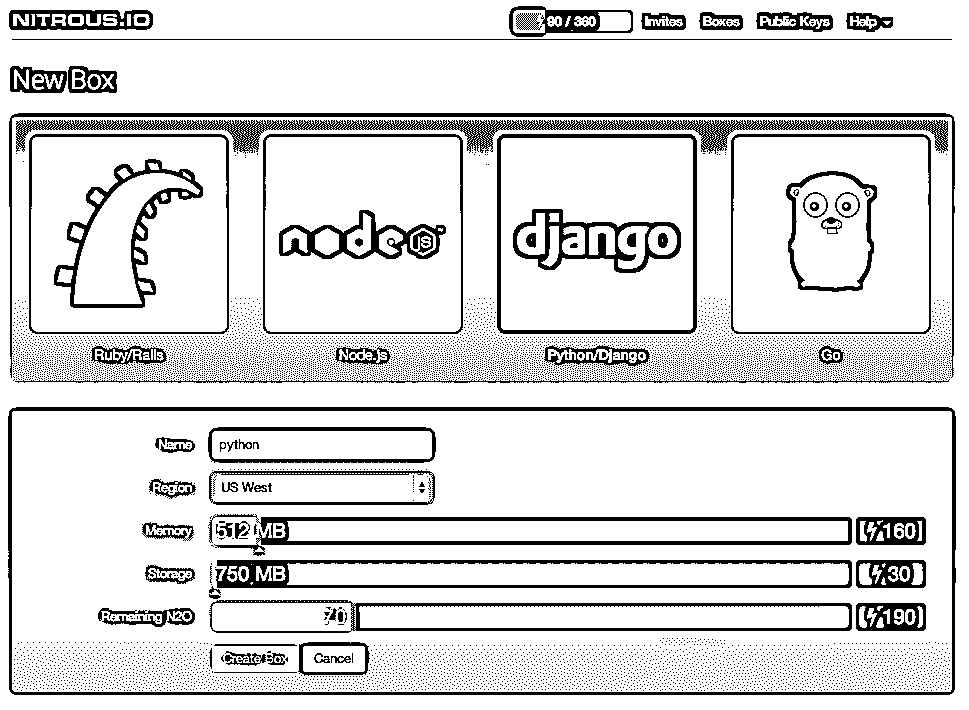 NITROUS.IO 90 / 360 Invites Boxes Public Keys Help
New Box
node JS django
Ruby/Rails Node.js Python/Django Go
Name python
Region US West
Memory 512 MB 160
Storage 750 MB 30
Remaining N2O 70 190
Create Box Cancel